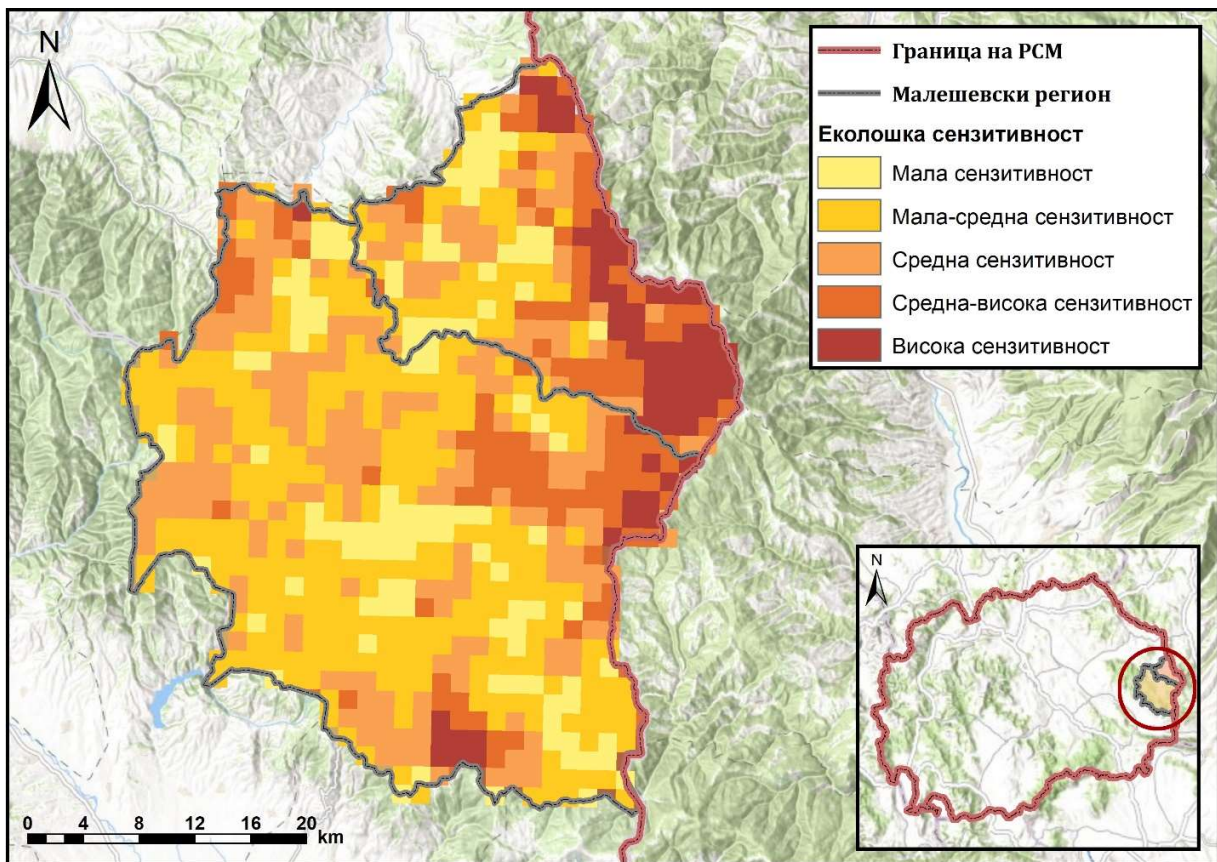 N
Граница на РСМ
Малешевски регион
Еколошка сензитивност
Мала сензитивност
Мала-средна сензитивност
Средна сензитивност
Средна-висока сензитивност
Висока сензитивност
N
0 4 8 12 16 20
km